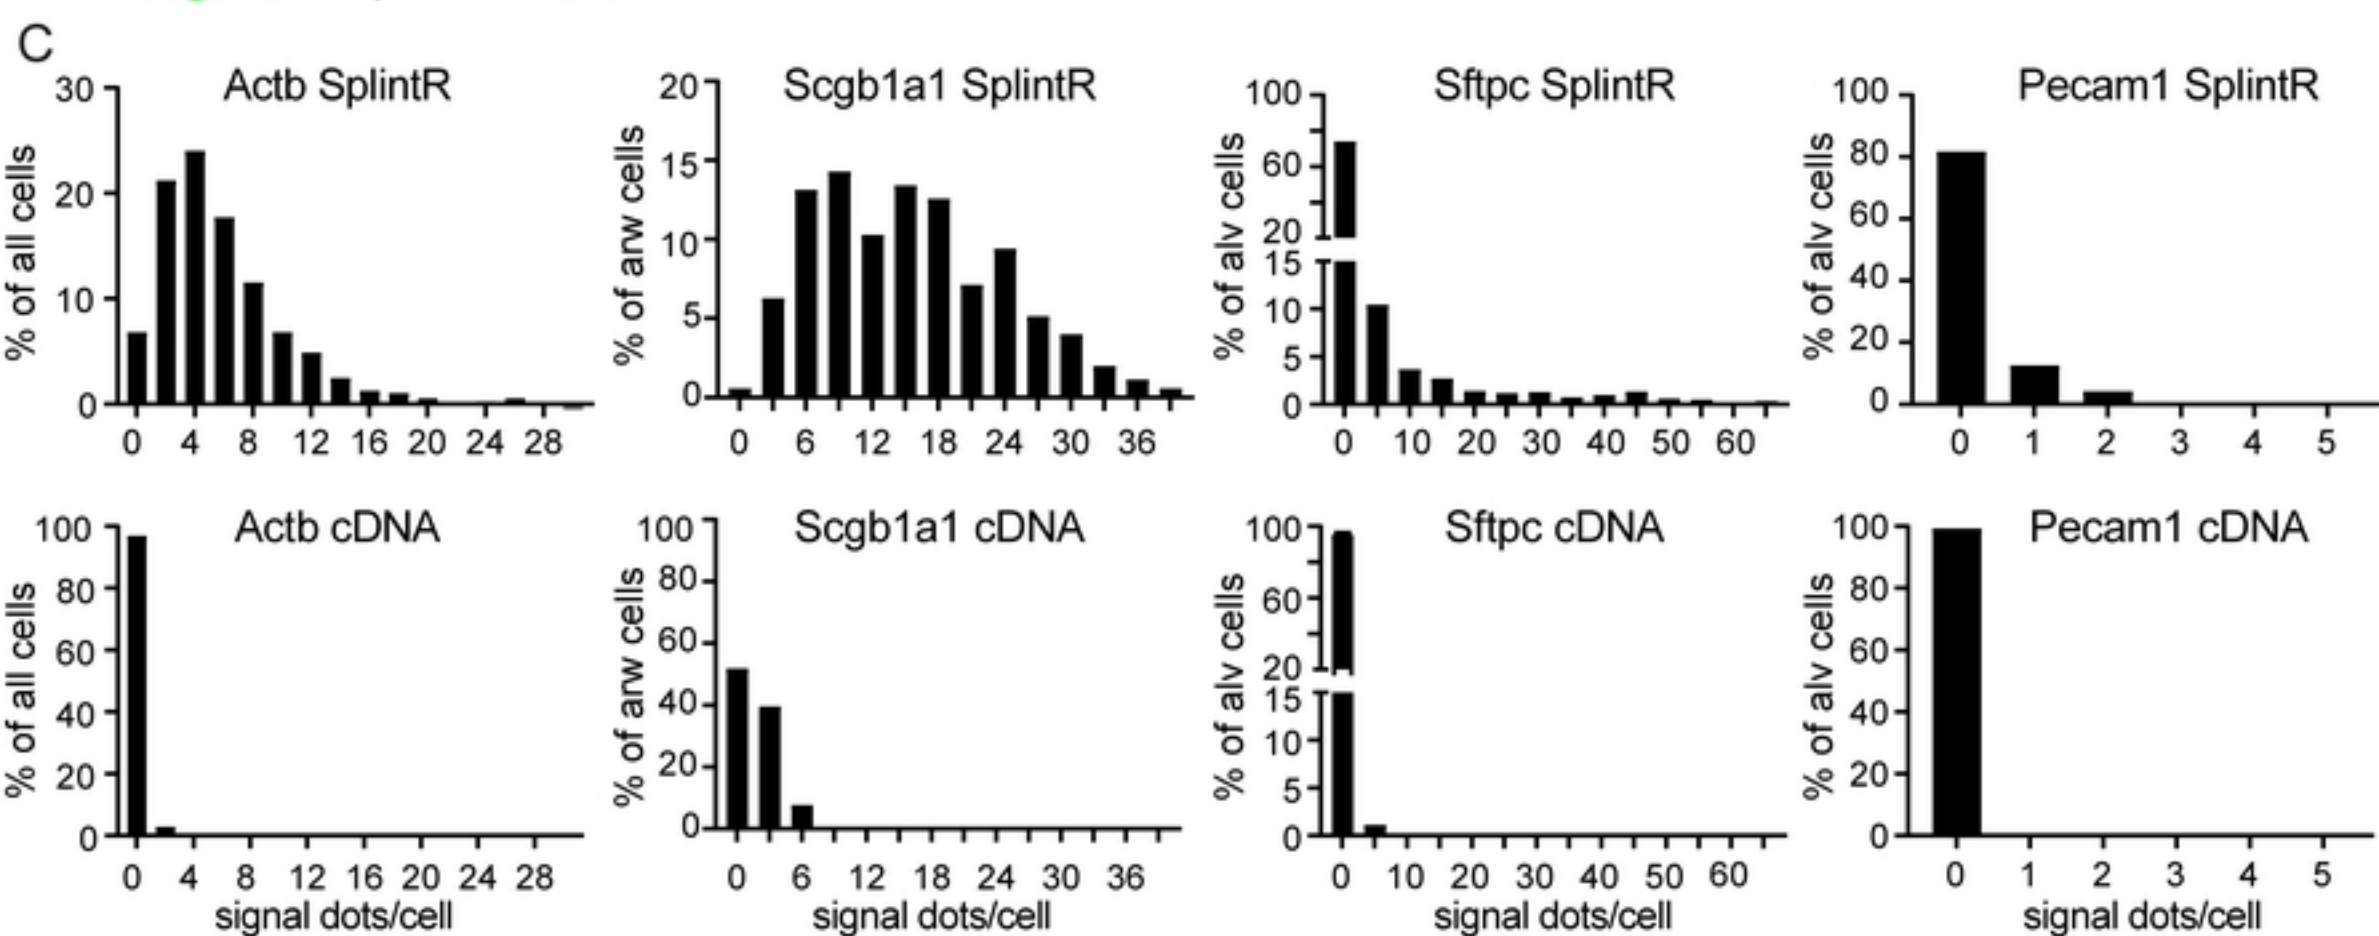 C
Actb SplintR
% of all cells
30
20
10
0
0 4 8 12 16 20 24 28
Scgb1a1 SplintR
% of arw cells
20
15
10
5
0
0 6 12 18 24 30 36
Sftpc SplintR
% of alv cells
100
60
20
15
10
5
0
0 10 20 30 40 50 60
Pecam1 SplintR
% of alv cells
100
80
60
40
20
0
0 1 2 3 4 5
Actb cDNA
% of all cells
100
80
60
40
20
0
0 4 8 12 16 20 24 28
signal dots/cell
Scgb1a1 cDNA
% of arw cells
100
80
60
40
20
0
0 6 12 18 24 30 36
signal dots/cell
Sftpc cDNA
% of alv cells
100
60
20
15
10
5
0
0 10 20 30 40 50 60
signal dots/cell
Pecam1 cDNA
% of alv cells
100
80
60
40
20
0
0 1 2 3 4 5
signal dots/cell